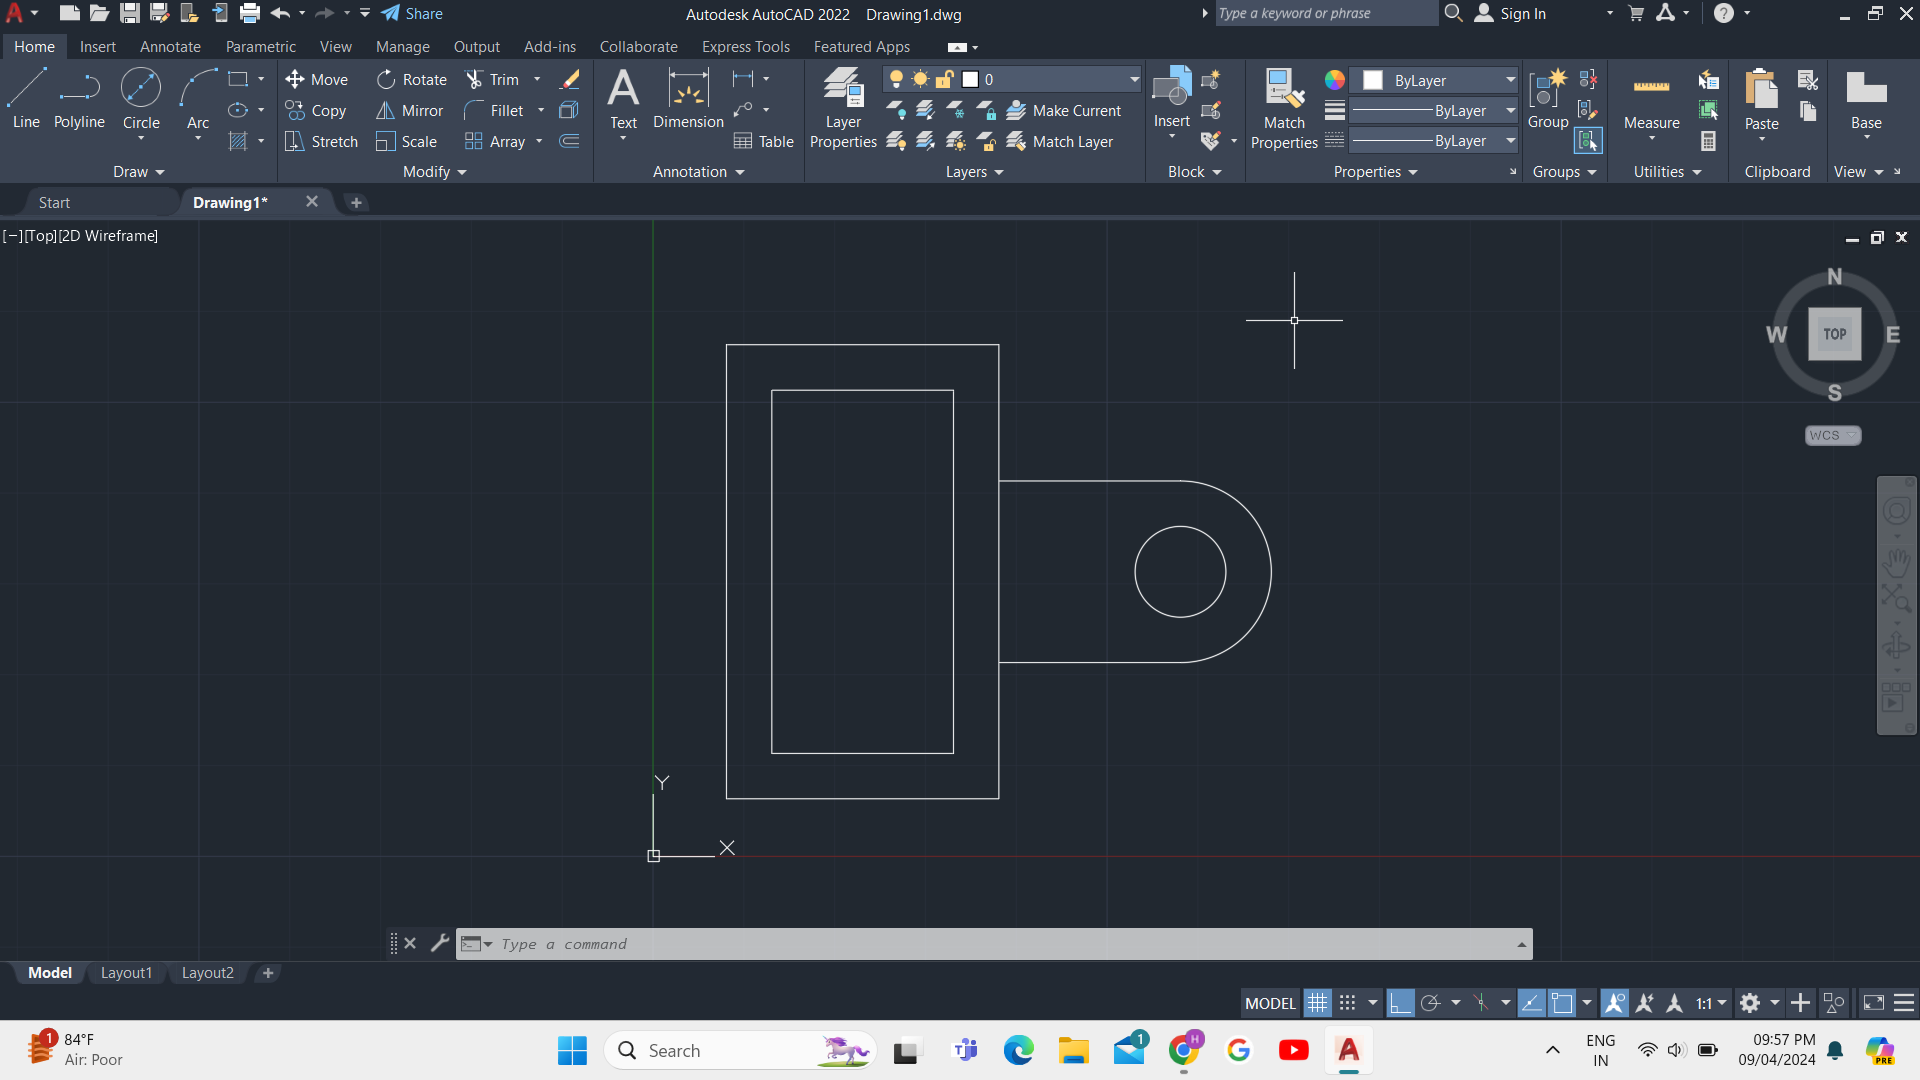 Share
Autodesk AutoCAD 2022 Drawing1.dwg
Type a keyword or phrase
Sign In
Home Insert Annotate Parametric View Manage Output Add-ins Collaborate Express Tools Featured Apps
Line Polyline Circle Arc
Move Rotate Trim
Copy Mirror Fillet
Stretch Scale Array
Text Dimension
Table
Layer Properties
0
Make Current
Match Layer
Insert
Match Properties
ByLayer
ByLayer
ByLayer
Group
Measure
Paste
Base
Draw Modify Annotation Layers Block Properties Groups Utilities Clipboard View
Start Drawing1*
[−][Top][2D Wireframe]
N
W TOP E
S
WCS
Y
X
Type a command
Model Layout1 Layout2
MODEL 1:1
1
84°F
Air: Poor
Search
1
H
ENG
IN
09:57 PM
09/04/2024
PRE